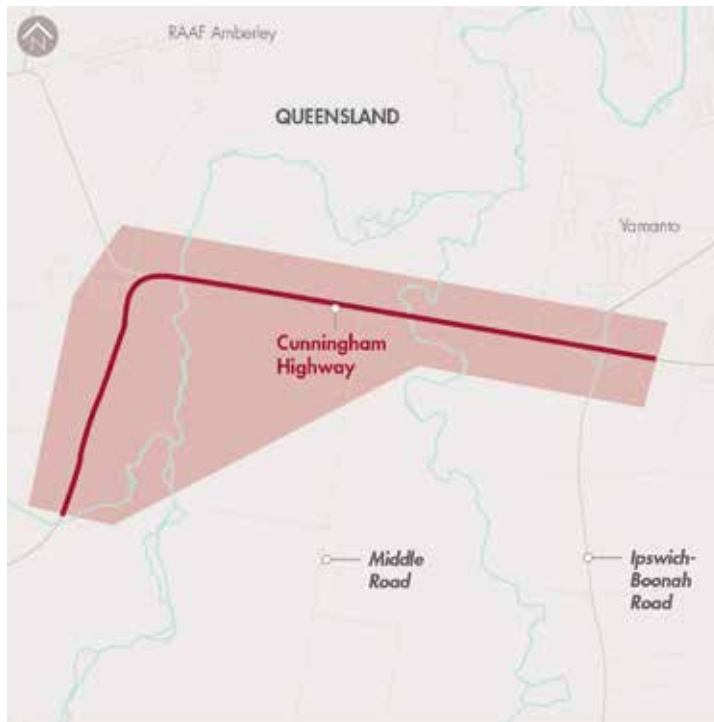 N
RAAF Amberley
QUEENSLAND
Yamanto
Cunningham
Highway
Middle
Road
Ipswich-
Boonah
Road